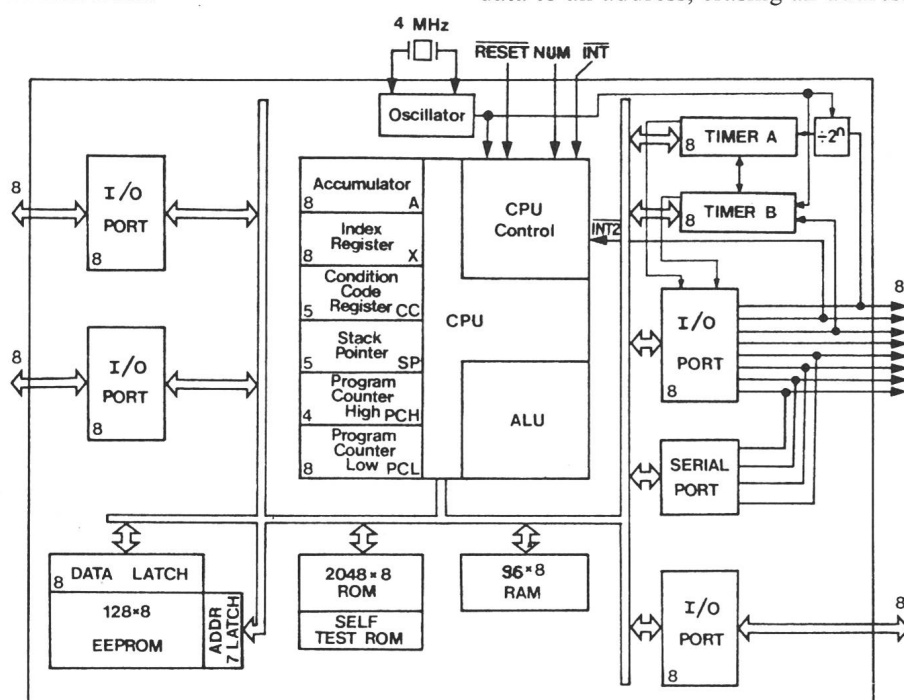 4 MHz
RESET NUM INT
Oscillator
8
I/O
PORT
8
8
I/O
PORT
8
Accumulator
8 A
Index
Register
8 X
Condition
Code
Register
5 CC
Stack
Pointer
5 SP
Program
Counter
High
4 PCH
Program
Counter
Low
8 PCL
CPU
Control
CPU
ALU
INT2
TIMER A
8
÷2ⁿ
TIMER B
8
I/O
PORT
8
8
SERIAL
PORT
I/O
PORT
8
8
DATA LATCH
8
128×8
EEPROM
ADDR
7 LATCH
2048×8
ROM
SELF
TEST ROM
96×8
RAM